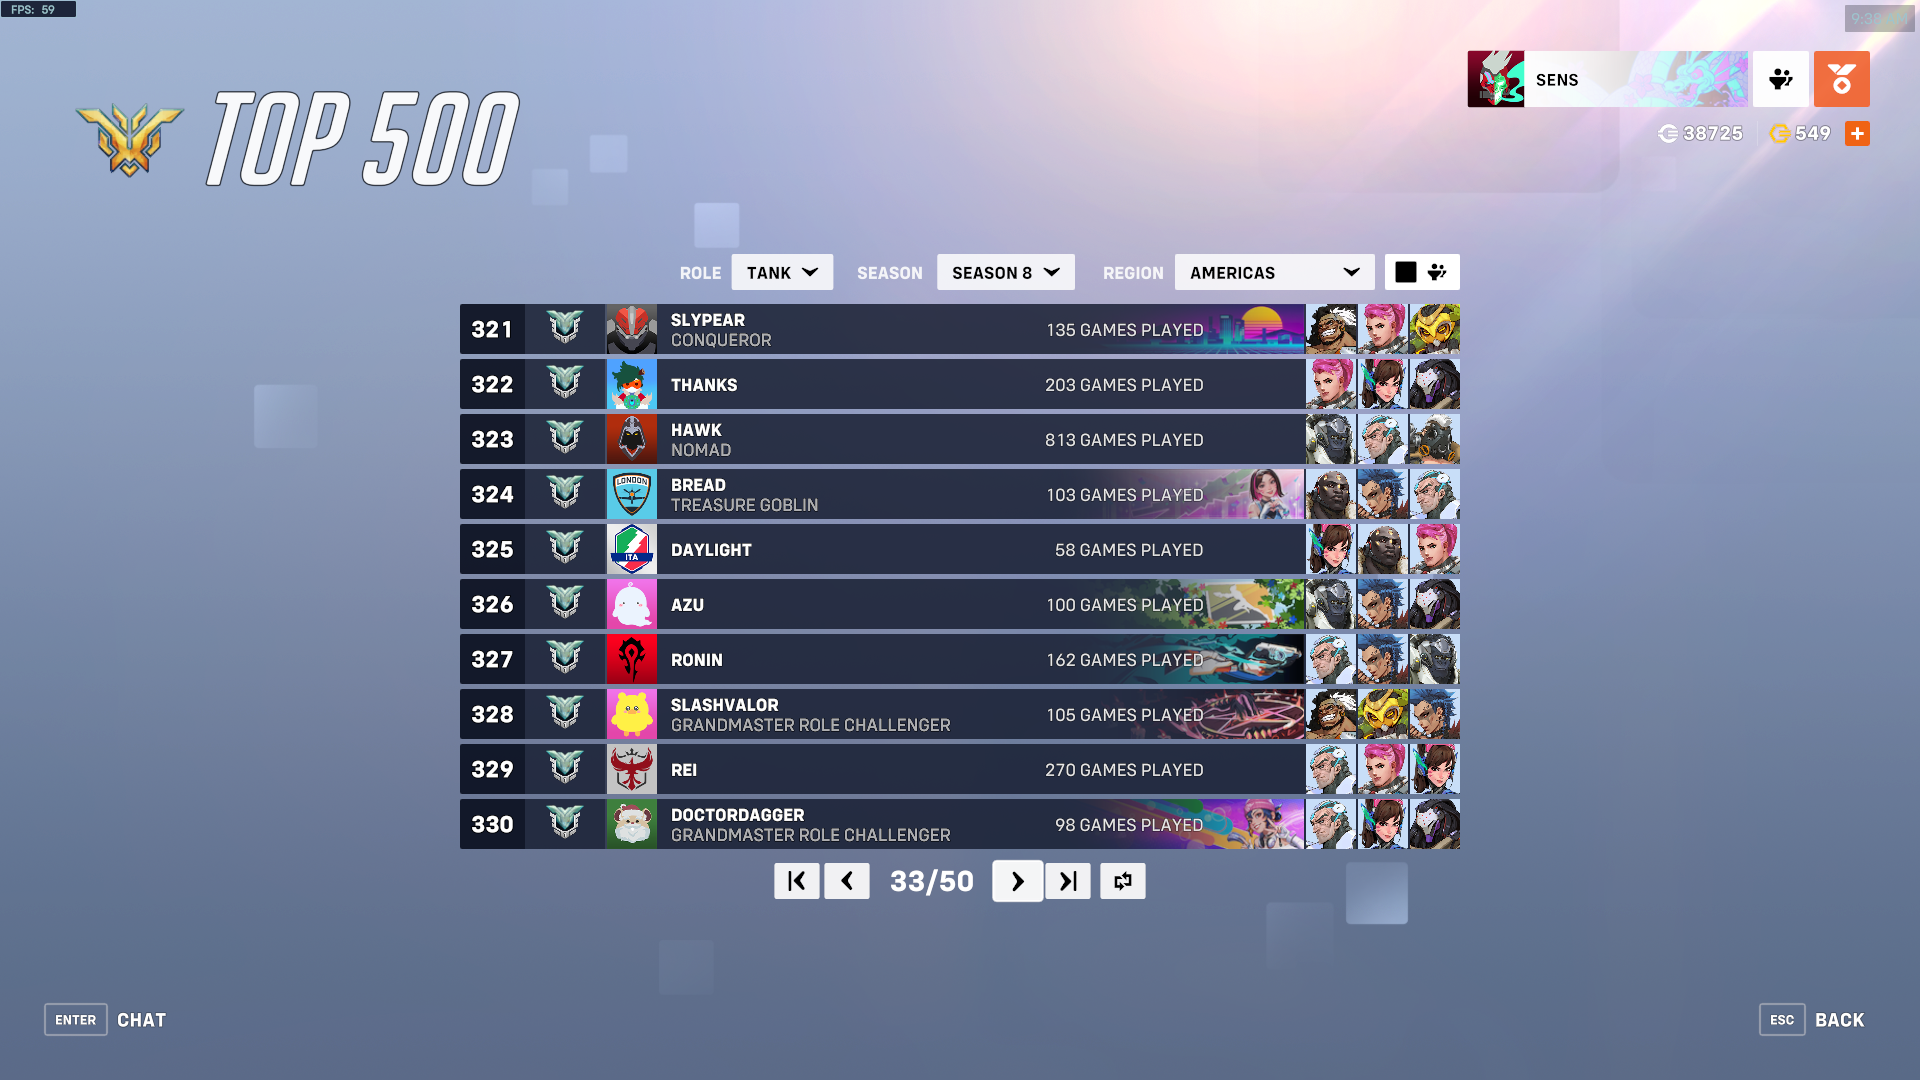 FPS: 59
TOP 500
SENS
38725
549
ROLE TANK SEASON SEASON 8 REGION AMERICAS
321 SLYPEAR 135 GAMES PLAYED
CONQUEROR
322 THANKS 203 GAMES PLAYED
323 HAWK 813 GAMES PLAYED
NOMAD
324 LONDON BREAD 103 GAMES PLAYED
TREASURE GOBLIN
325 ITA DAYLIGHT 58 GAMES PLAYED
326 AZU 100 GAMES PLAYED
327 RONIN 162 GAMES PLAYED
328 SLASHVALOR 105 GAMES PLAYED
GRANDMASTER ROLE CHALLENGER
329 REI 270 GAMES PLAYED
330 DOCTORDAGGER 98 GAMES PLAYED
GRANDMASTER ROLE CHALLENGER
33/50
ENTER CHAT
ESC BACK